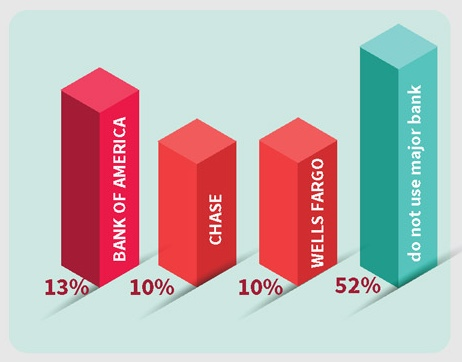 BANK OF AMERICA
CHASE
WELLS FARGO
do not use major bank
13%
10%
10%
52%